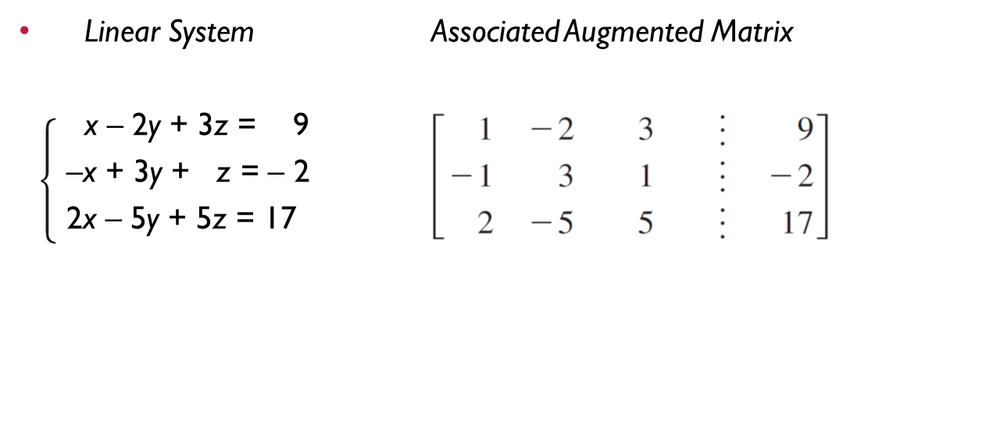 • Linear System Associated Augmented Matrix
x – 2y + 3z = 9
–x + 3y + z = – 2
2x – 5y + 5z = 17
1 −2 3 ⋮ 9
−1 3 1 ⋮ −2
2 −5 5 ⋮ 17